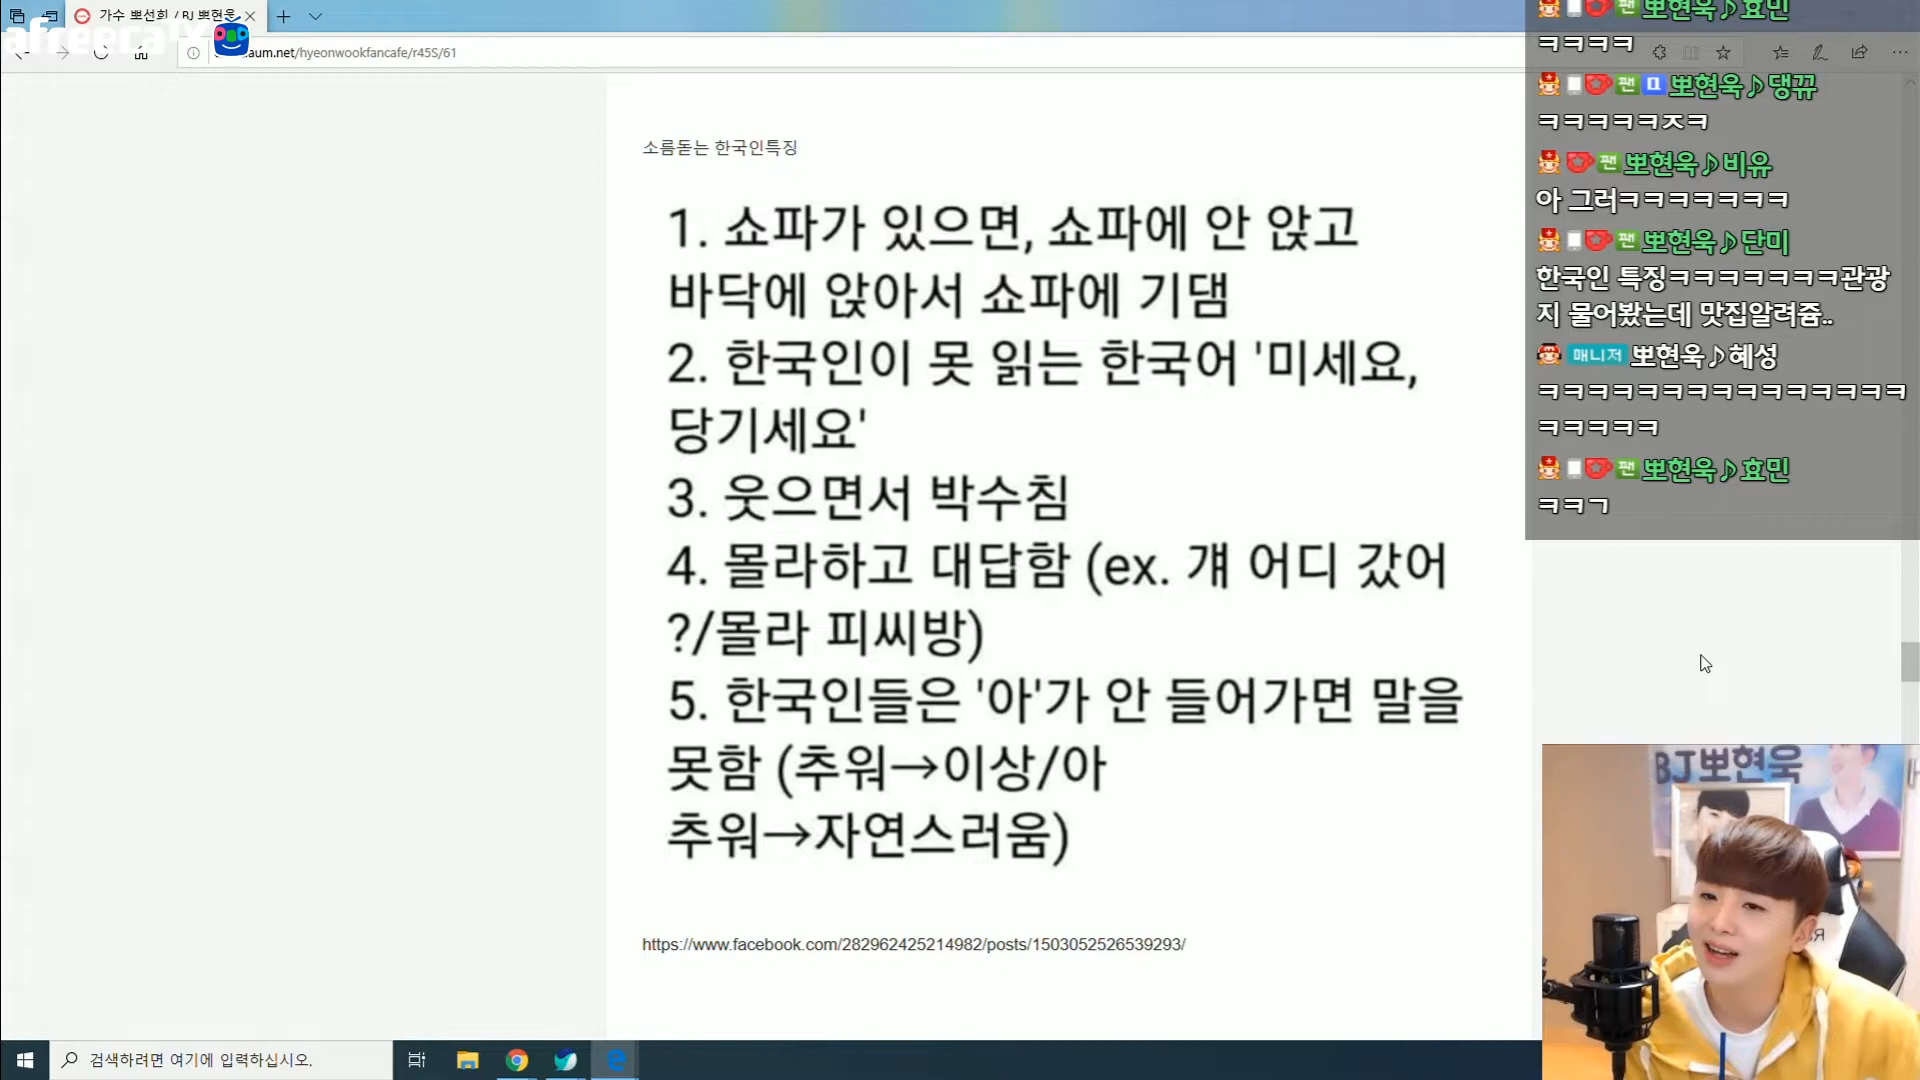 가수 뽀선회 / BJ 뽀현욱
afreecaTV
aum.net/hyeonwookfancafe/r45S/61
소름돋는 한국인특징
1. 쇼파가 있으면, 쇼파에 안 앉고
바닥에 앉아서 쇼파에 기댐
2. 한국인이 못 읽는 한국어 '미세요,
당기세요'
3. 웃으면서 박수침
4. 몰라하고 대답함 (ex. 걔 어디 갔어
?/몰라 피씨방)
5. 한국인들은 '아'가 안 들어가면 말을
못함 (추워→이상/아
추워→자연스러움)
https://www.facebook.com/282962425214982/posts/1503052526539293/
팬 뽀현욱♪효민
ㅋㅋㅋㅋ
팬 뽀현욱♪댕뀨
ㅋㅋㅋㅋㅋㅈㅋ
팬 뽀현욱♪비유
아 그러ㅋㅋㅋㅋㅋㅋㅋ
팬 뽀현욱♪단미
한국인 특징ㅋㅋㅋㅋㅋㅋㅋ관광
지 물어봤는데 맛집알려쥼..
매니저 뽀현욱♪혜성
ㅋㅋㅋㅋㅋㅋㅋㅋㅋㅋㅋㅋㅋㅋㅋ
ㅋㅋㅋㅋㅋ
팬 뽀현욱♪효민
ㅋㅋㄱ
BJ뽀현욱
검색하려면 여기에 입력하십시오.